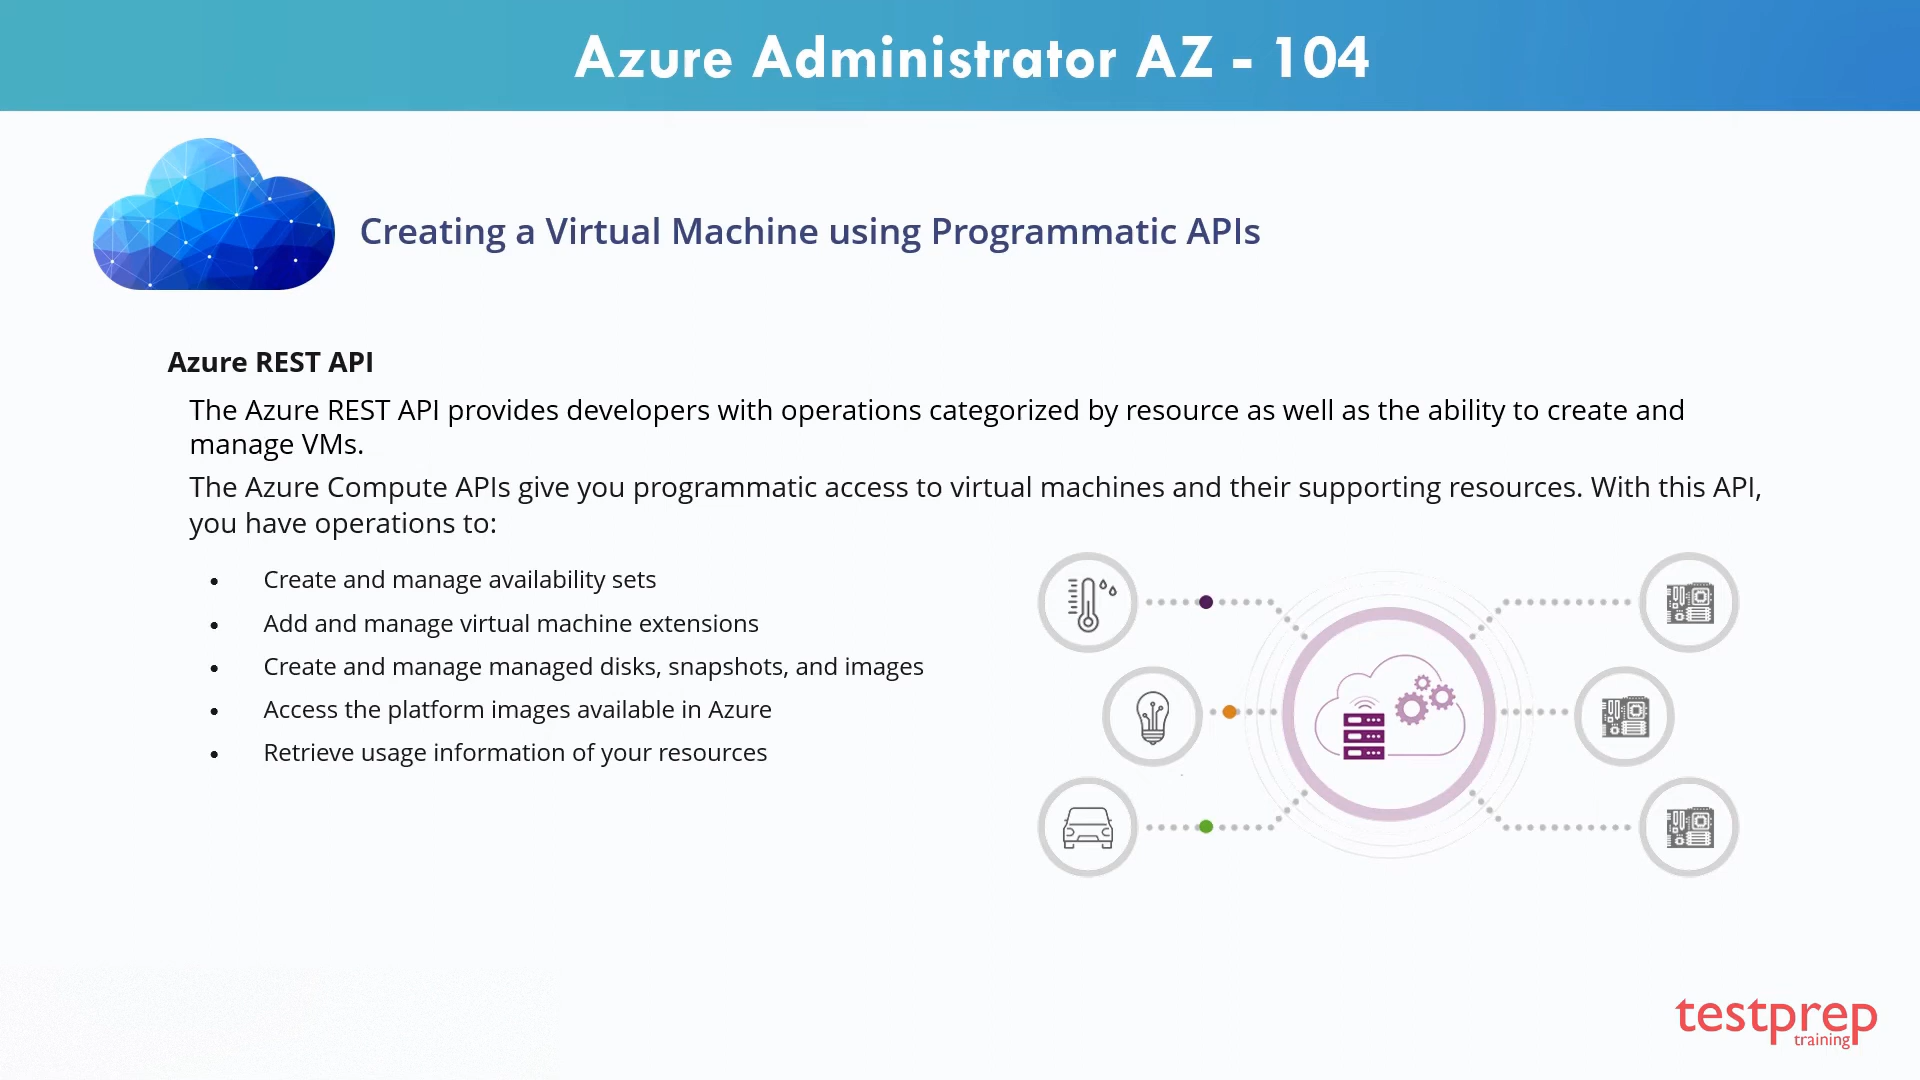 Azure Administrator AZ - 104
Creating a Virtual Machine using Programmatic APIs
Azure REST API
The Azure REST API provides developers with operations categorized by resource as well as the ability to create and
manage VMs.
The Azure Compute APIs give you programmatic access to virtual machines and their supporting resources. With this API,
you have operations to:
• Create and manage availability sets
• Add and manage virtual machine extensions
• Create and manage managed disks, snapshots, and images
• Access the platform images available in Azure
• Retrieve usage information of your resources
testprep
training